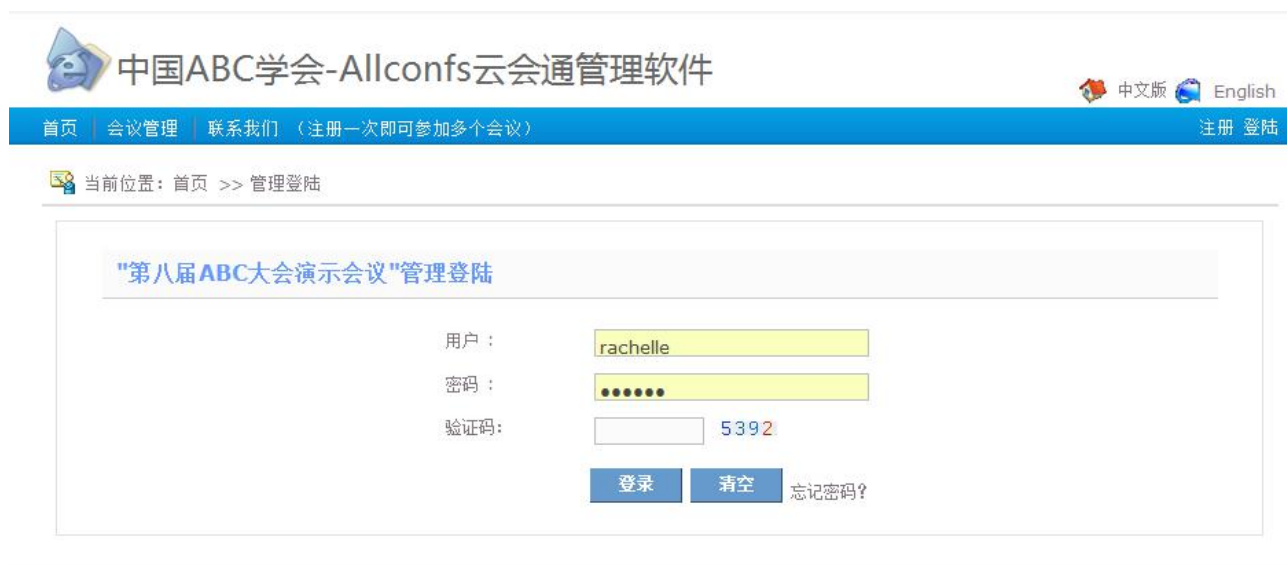 中国ABC学会-Allconfs云会通管理软件
中文版 English
首页 会议管理 联系我们 (注册一次即可参加多个会议) 注册 登陆
当前位置：首页 >> 管理登陆
"第八届ABC大会演示会议"管理登陆
用户 : rachelle
密码 : ●●●●●●
验证码: 5392
登录 清空 忘记密码?